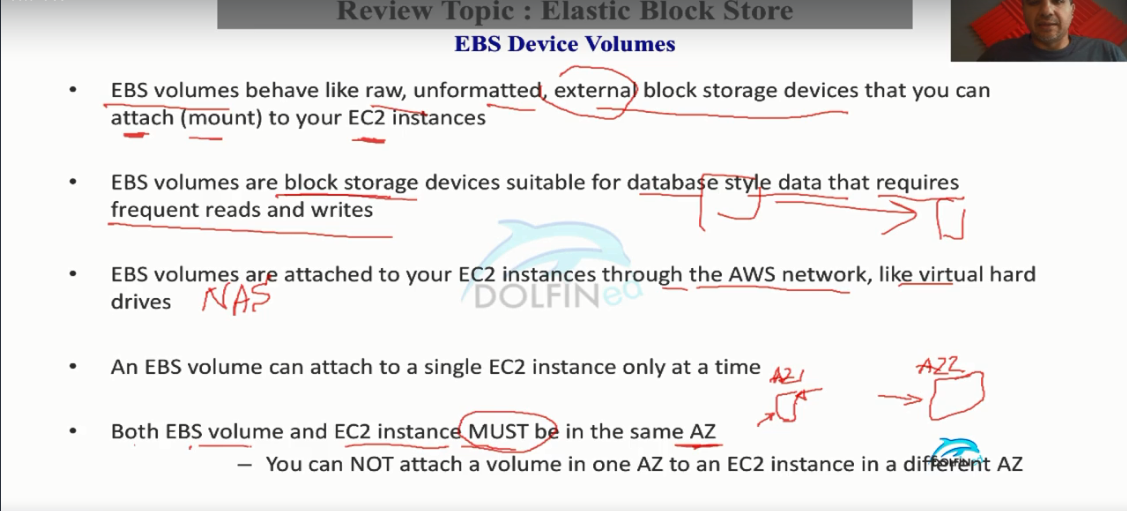 Review Topic : Elastic Block Store
EBS Device Volumes
• EBS volumes behave like raw, unformatted, external block storage devices that you can
attach (mount) to your EC2 instances
• EBS volumes are block storage devices suitable for database style data that requires
frequent reads and writes
• EBS volumes are attached to your EC2 instances through the AWS network, like virtual hard
drives NAS
DOLFINed
• An EBS volume can attach to a single EC2 instance only at a time
AZ1 AZ2
• Both EBS volume and EC2 instance MUST be in the same AZ
– You can NOT attach a volume in one AZ to an EC2 instance in a different AZ